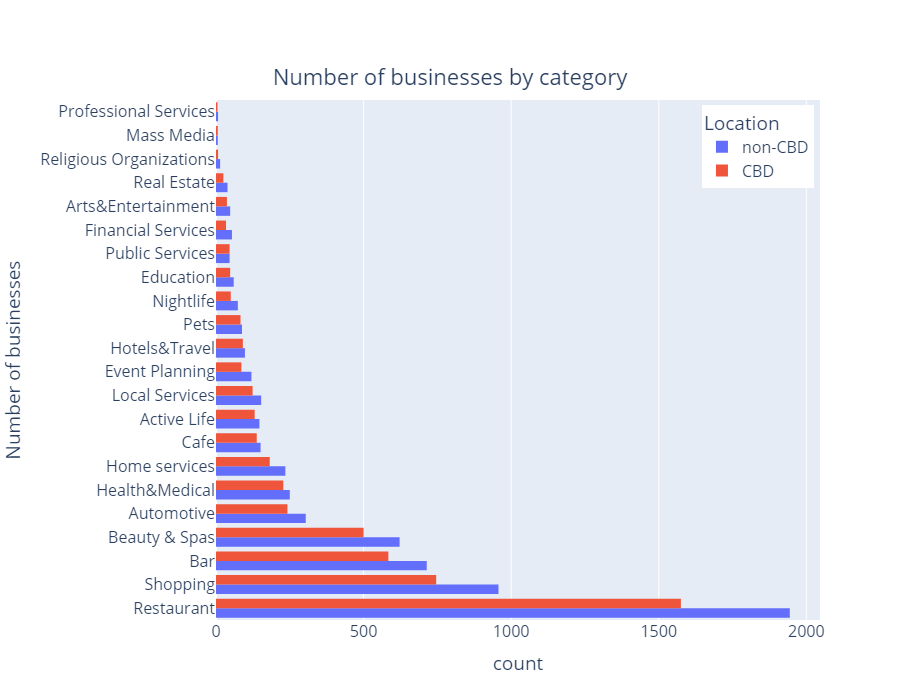 Number of businesses by category
Location
non-CBD
CBD
Number of businesses
Professional Services
Mass Media
Religious Organizations
Real Estate
Arts&Entertainment
Financial Services
Public Services
Education
Nightlife
Pets
Hotels&Travel
Event Planning
Local Services
Active Life
Cafe
Home services
Health&Medical
Automotive
Beauty & Spas
Bar
Shopping
Restaurant
0 500 1000 1500 2000
count